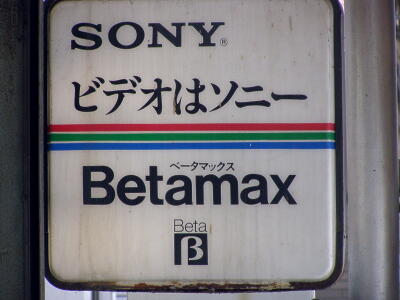 SONY®
ビデオはソニー
ベータマックス
Betamax
Beta
β